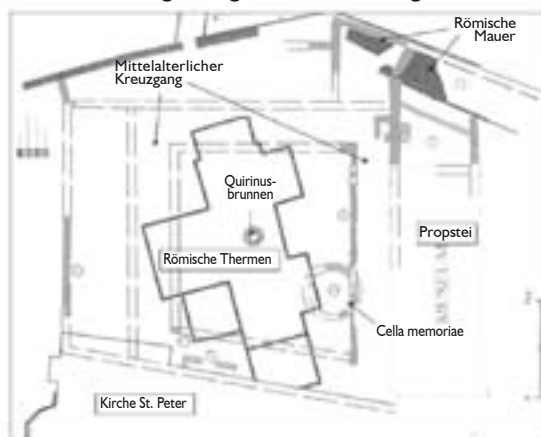 Römische
Mauer
Mittelalterlicher
Kreuzgang
Quirinus-
brunnen
Propstei
Römische Thermen
Cella memoriae
Kirche St. Peter